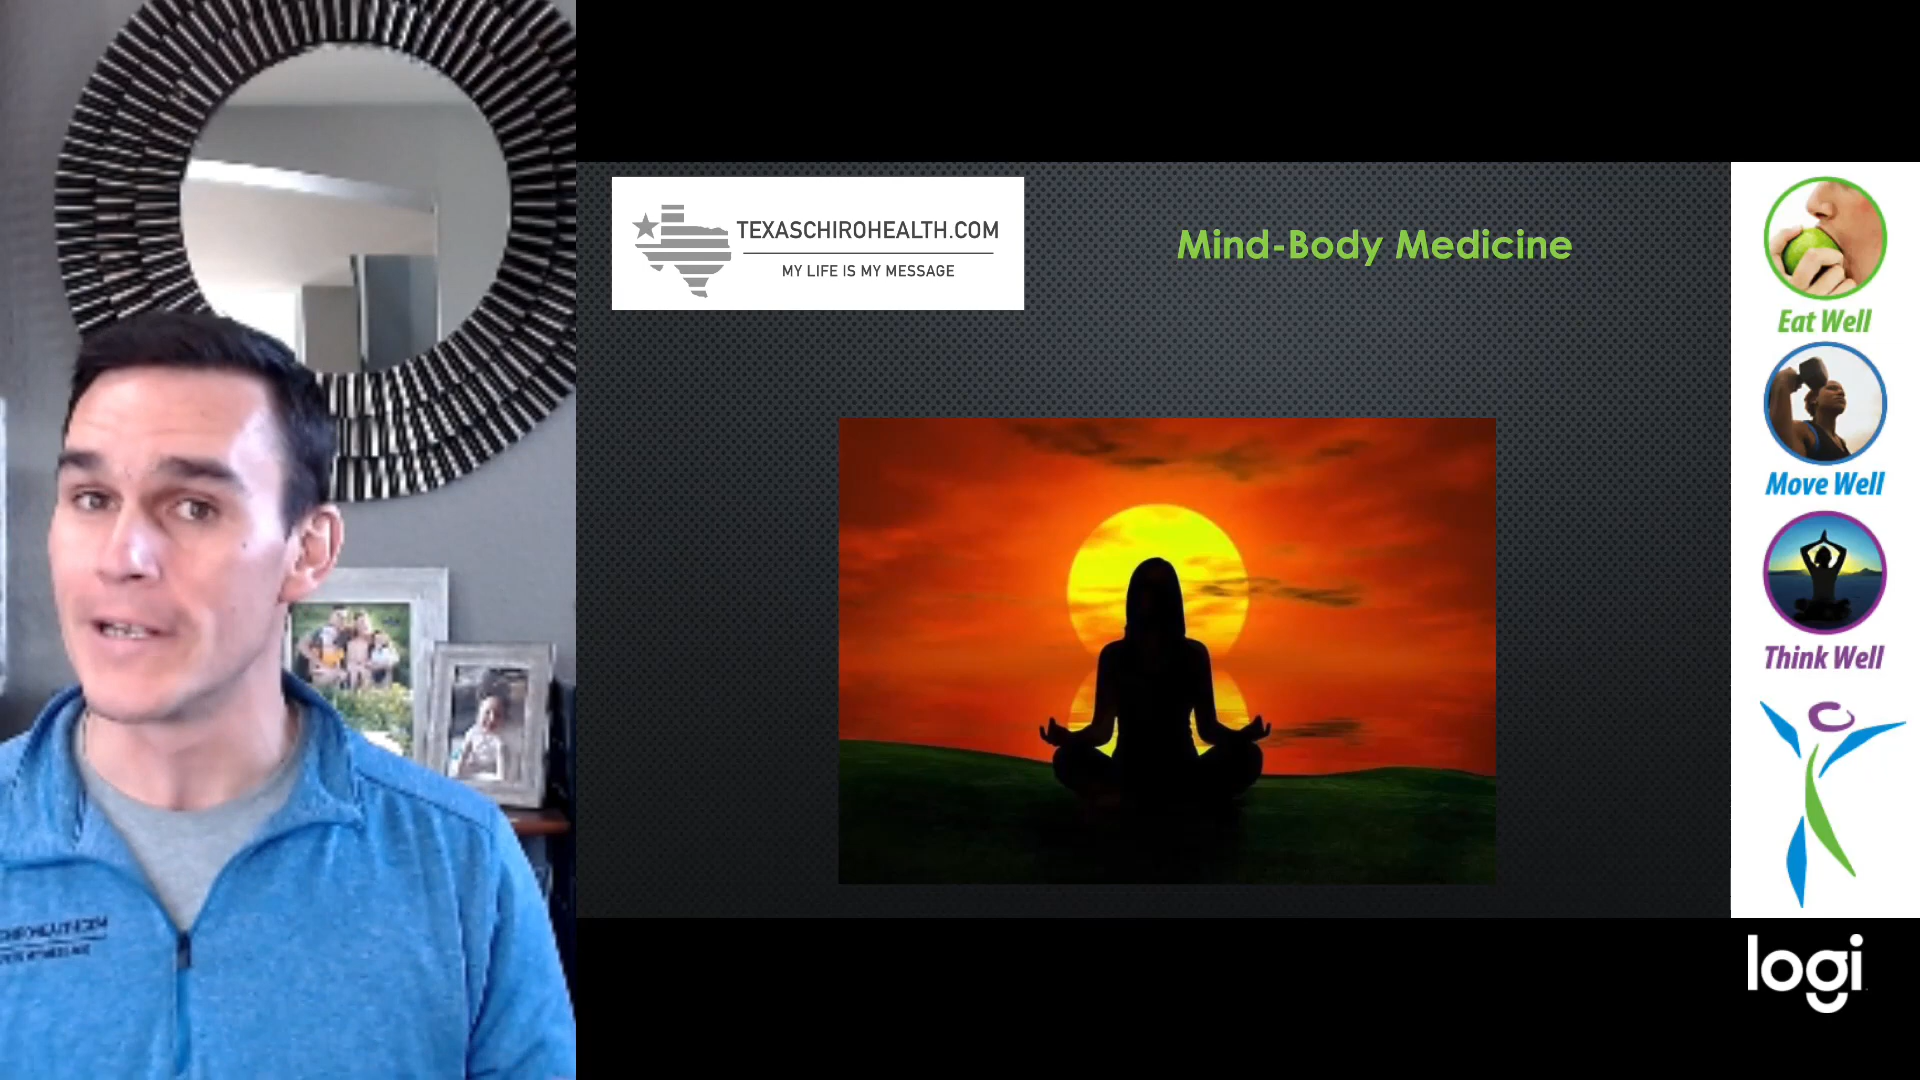 TEXASCHIROHEALTH.COM
MY LIFE IS MY MESSAGE
Mind-Body Medicine
Eat Well
Move Well
Think Well
logi